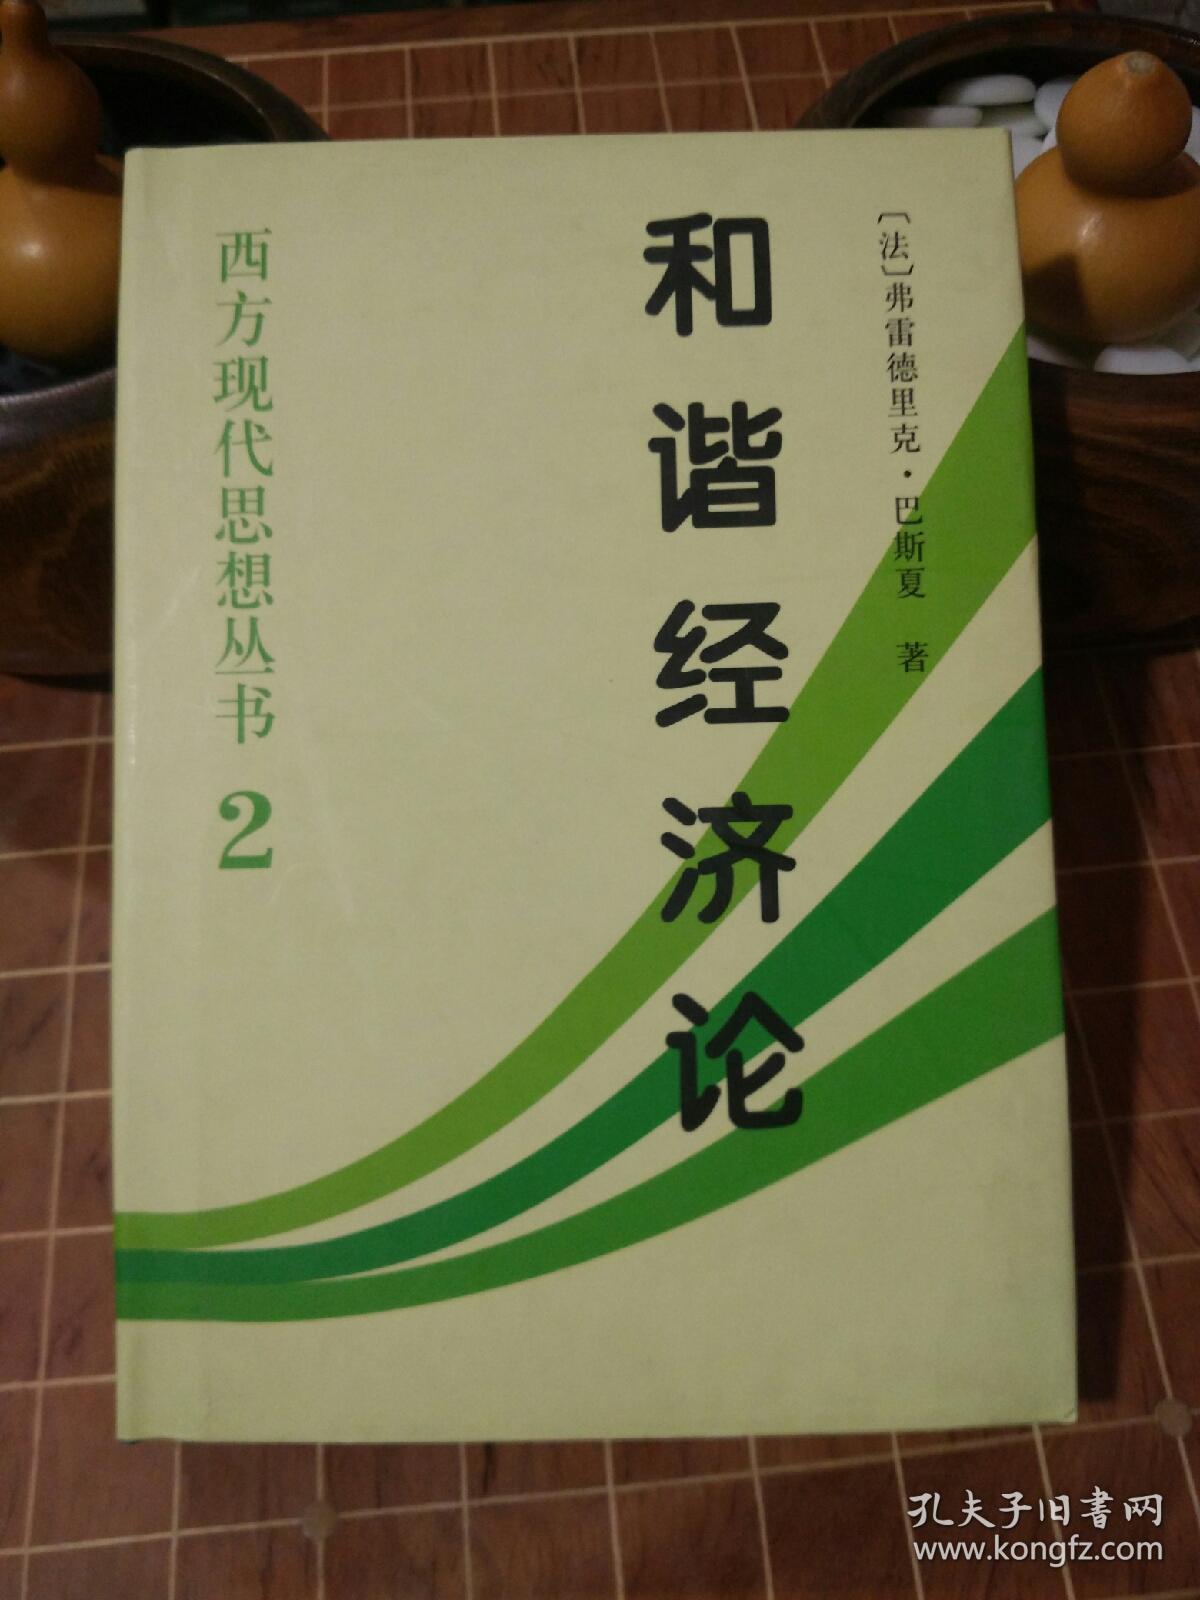 〔法〕弗雷德里克·巴斯夏 著
和谐经济论
西方现代思想丛书 2
孔夫子旧書网
www.kongfz.com